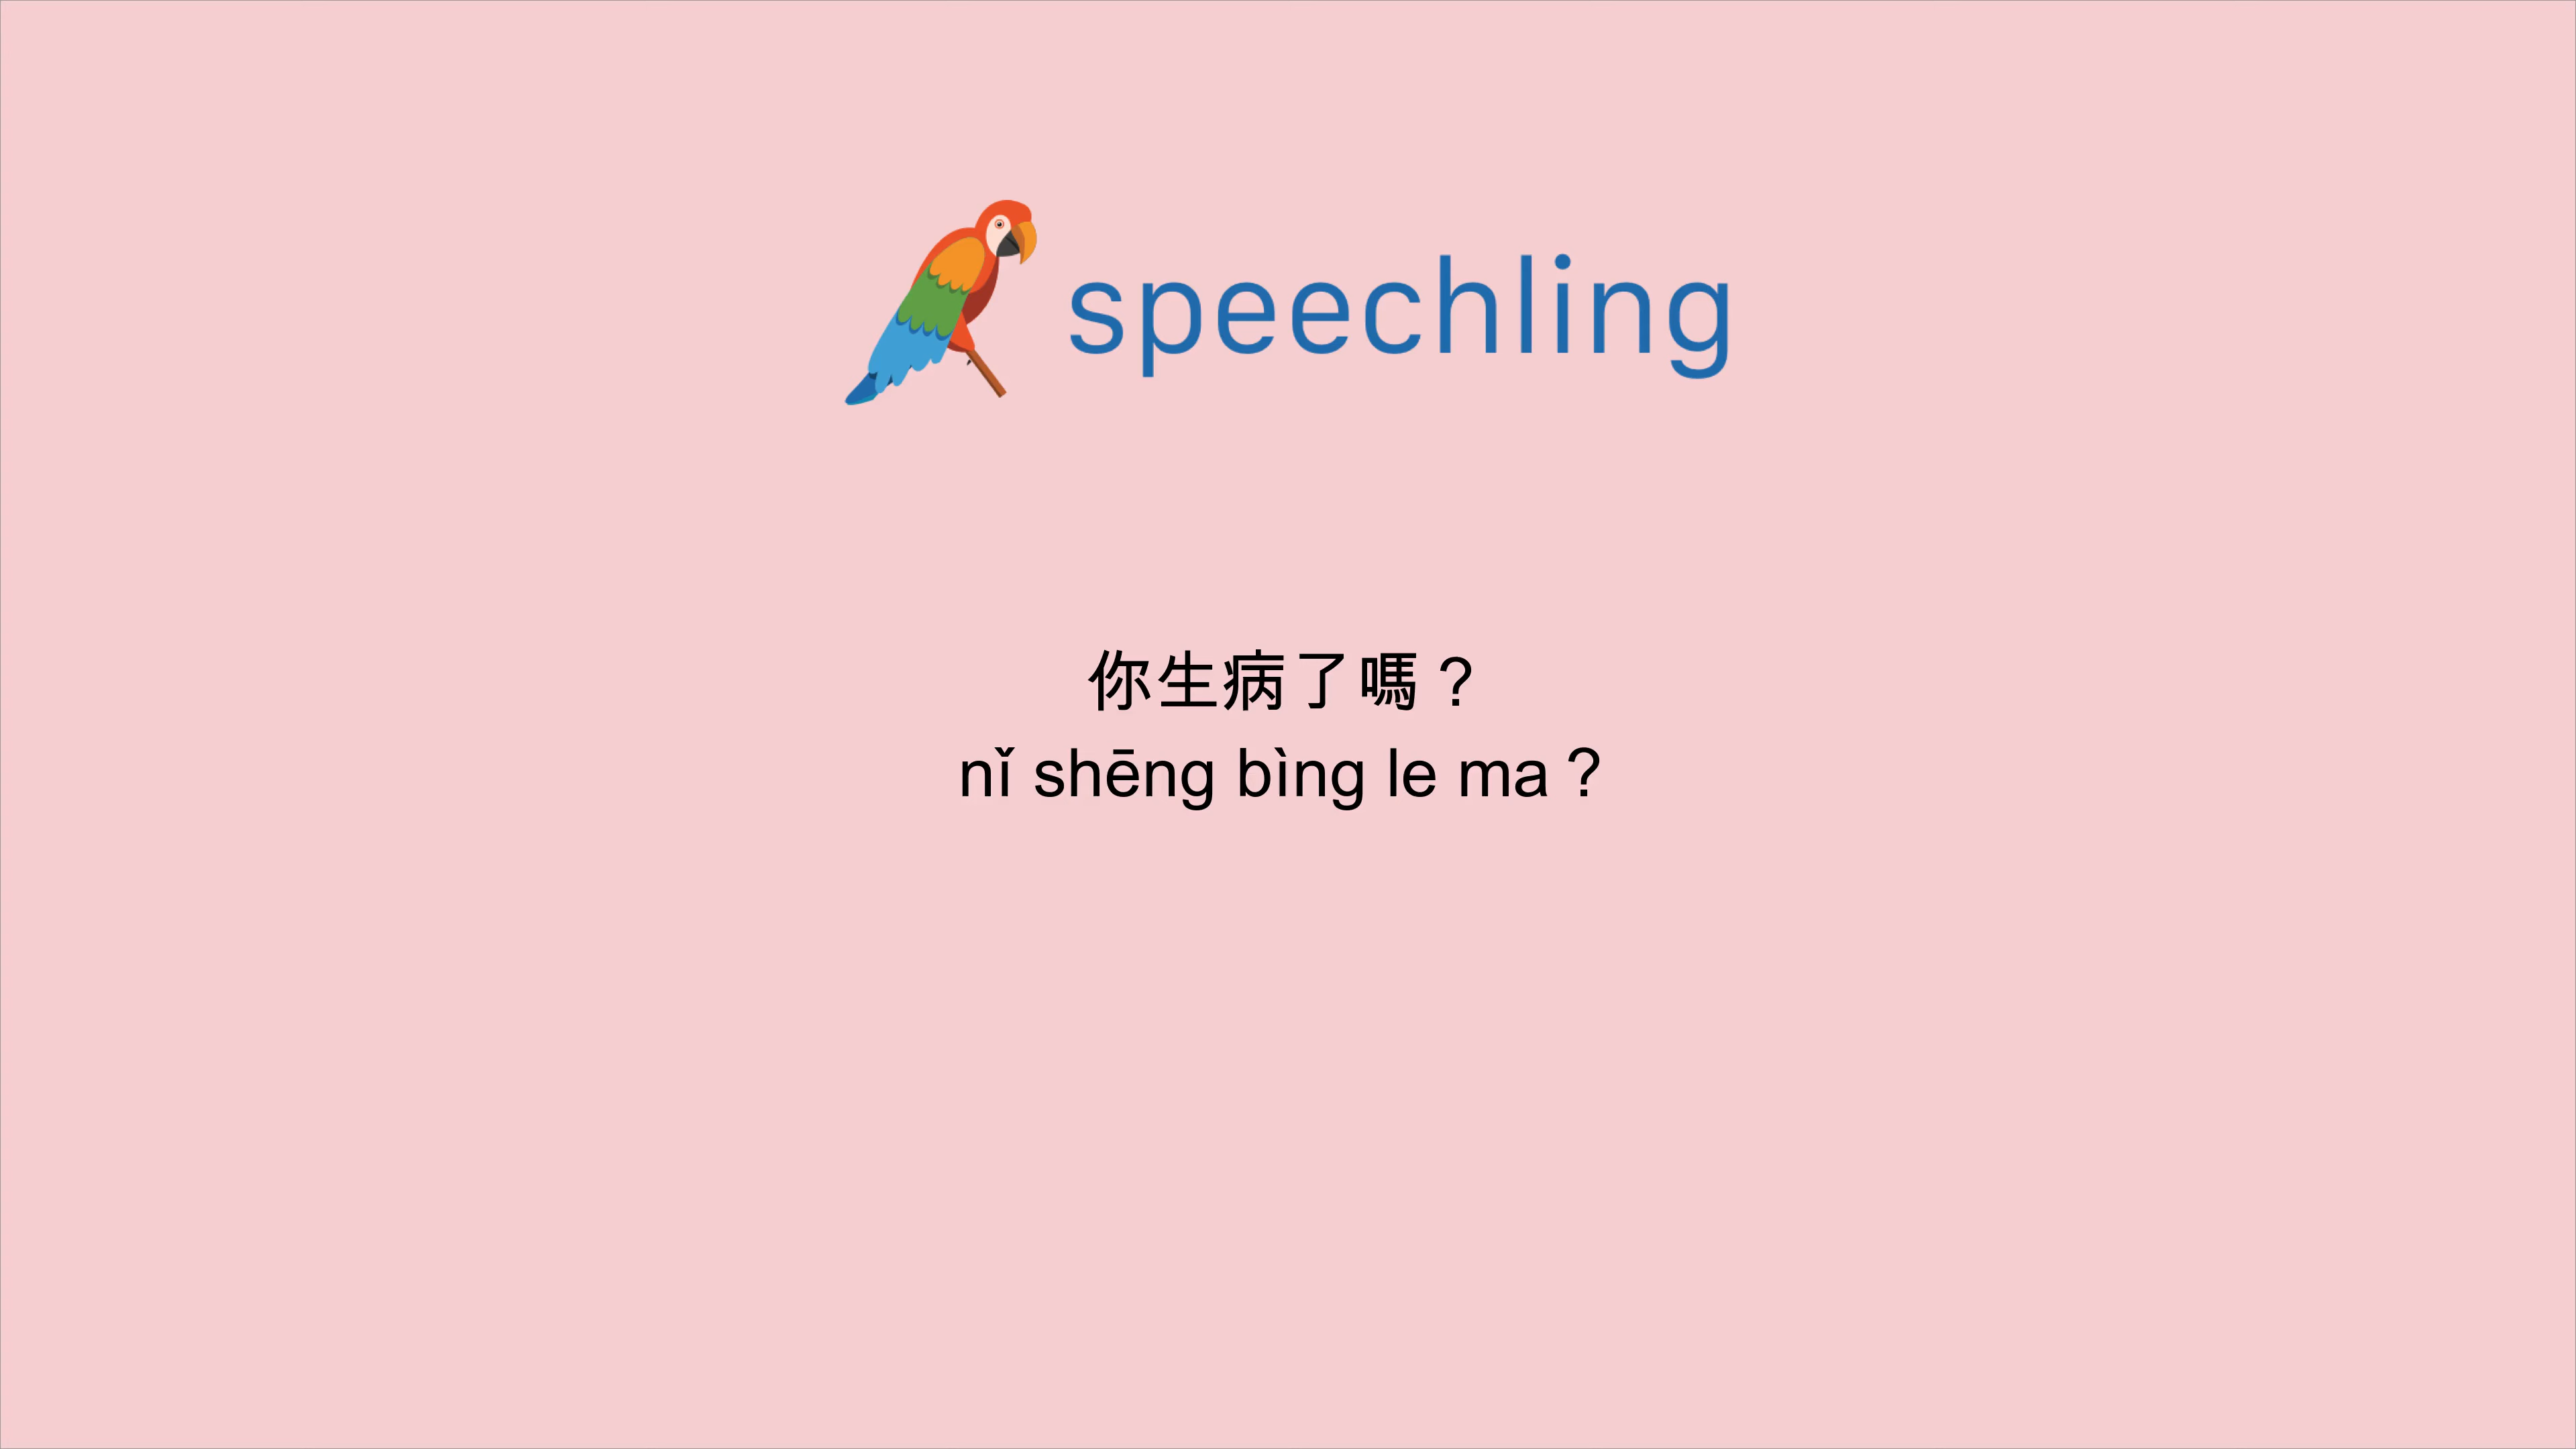 speechling
你生病了嗎？
nǐ shēng bìng le ma？